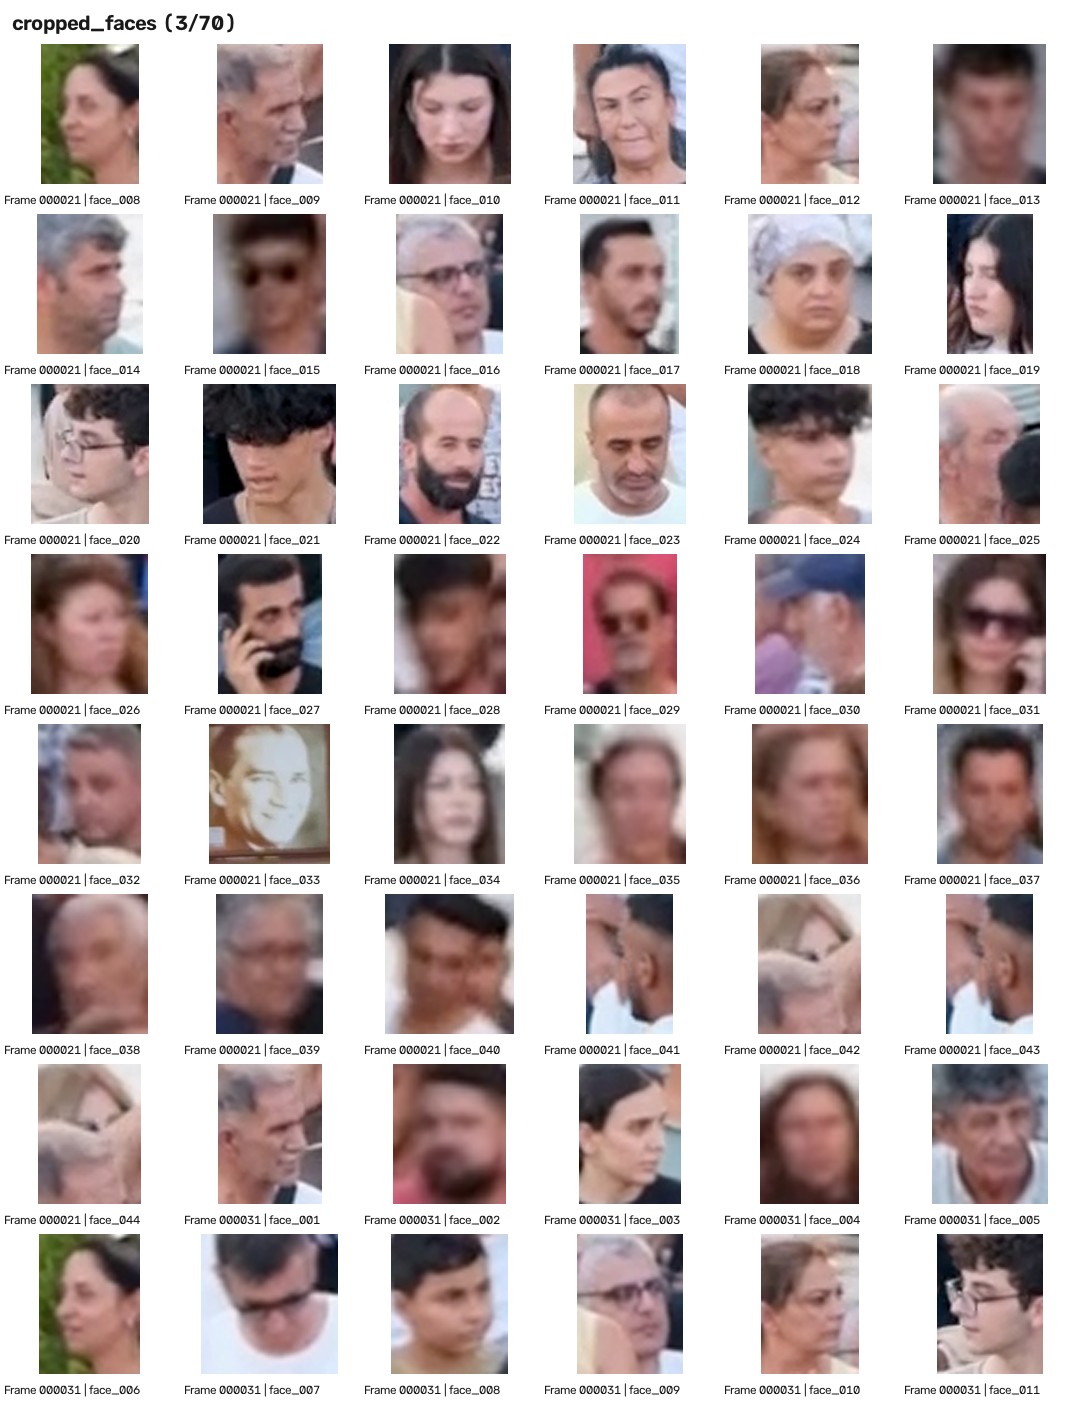 cropped_faces (3/70)
Frame 000021 | face_008 Frame 000021 | face_009 Frame 000021 | face_010 Frame 000021 | face_011 Frame 000021 | face_012 Frame 000021 | face_013
Frame 000021 | face_014 Frame 000021 | face_015 Frame 000021 | face_016 Frame 000021 | face_017 Frame 000021 | face_018 Frame 000021 | face_019
Frame 000021 | face_020 Frame 000021 | face_021 Frame 000021 | face_022 Frame 000021 | face_023 Frame 000021 | face_024 Frame 000021 | face_025
Frame 000021 | face_026 Frame 000021 | face_027 Frame 000021 | face_028 Frame 000021 | face_029 Frame 000021 | face_030 Frame 000021 | face_031
Frame 000021 | face_032 Frame 000021 | face_033 Frame 000021 | face_034 Frame 000021 | face_035 Frame 000021 | face_036 Frame 000021 | face_037
Frame 000021 | face_038 Frame 000021 | face_039 Frame 000021 | face_040 Frame 000021 | face_041 Frame 000021 | face_042 Frame 000021 | face_043
Frame 000021 | face_044 Frame 000031 | face_001 Frame 000031 | face_002 Frame 000031 | face_003 Frame 000031 | face_004 Frame 000031 | face_005
Frame 000031 | face_006 Frame 000031 | face_007 Frame 000031 | face_008 Frame 000031 | face_009 Frame 000031 | face_010 Frame 000031 | face_011